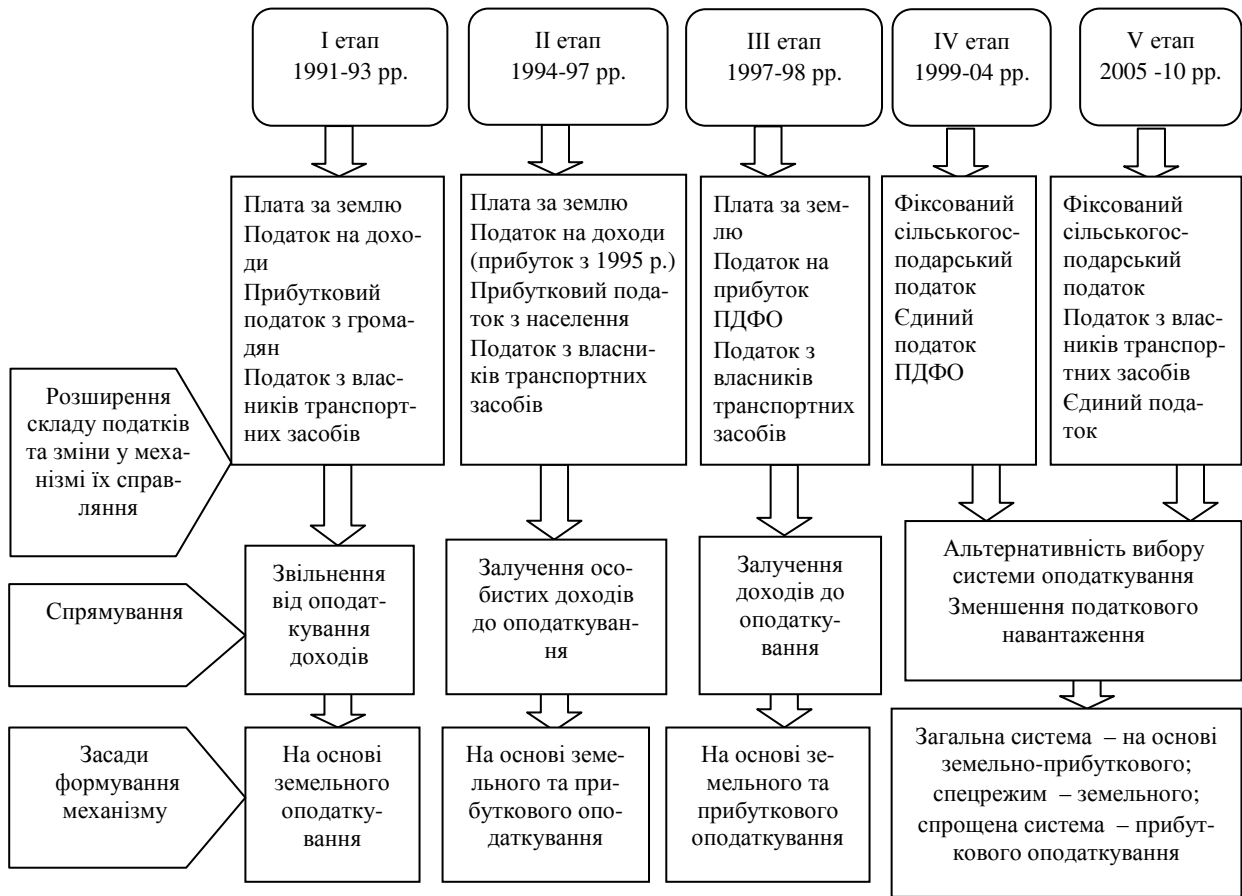 І етап
1991-93 рр.
ІІ етап
1994-97 рр.
ІІІ етап
1997-98 рр.
IV етап
1999-04 рр.
V етап
2005 -10 рр.
Розширення
складу податків
та зміни у меха-
нізмі їх справ-
ляння
Плата за землю
Податок на дохо-
ди
Прибутковий
податок з грома-
дян
Податок з влас-
ників транспорт-
них засобів
Плата за землю
Податок на доходи
(прибуток з 1995 р.)
Прибутковий пода-
ток з населення
Податок з власни-
ків транспортних
засобів
Плата за зем-
лю
Податок на
прибуток
ПДФО
Податок з
власників
транспортних
засобів
Фіксований
сільськогос-
подарський
податок
Єдиний
податок
ПДФО
Фіксований
сільськогос-
подарський
податок
Податок з влас-
ників транспор-
тних засобів
Єдиний пода-
ток
Спрямування
Звільнення
від оподат-
кування
доходів
Залучення осо-
бистих доходів
до оподаткуван-
ня
Залучення
доходів до
оподатку-
вання
Альтернативність вибору
системи оподаткування
Зменшення податкового
навантаження
Засади
формування
механізму
На основі
земельного
оподатку-
вання
На основі земе-
льного та при-
буткового опо-
даткування
На основі зе-
мельного та
прибуткового
оподаткування
Загальна система – на основі
земельно-прибуткового;
спецрежим – земельного;
спрощена система – прибут-
кового оподаткування